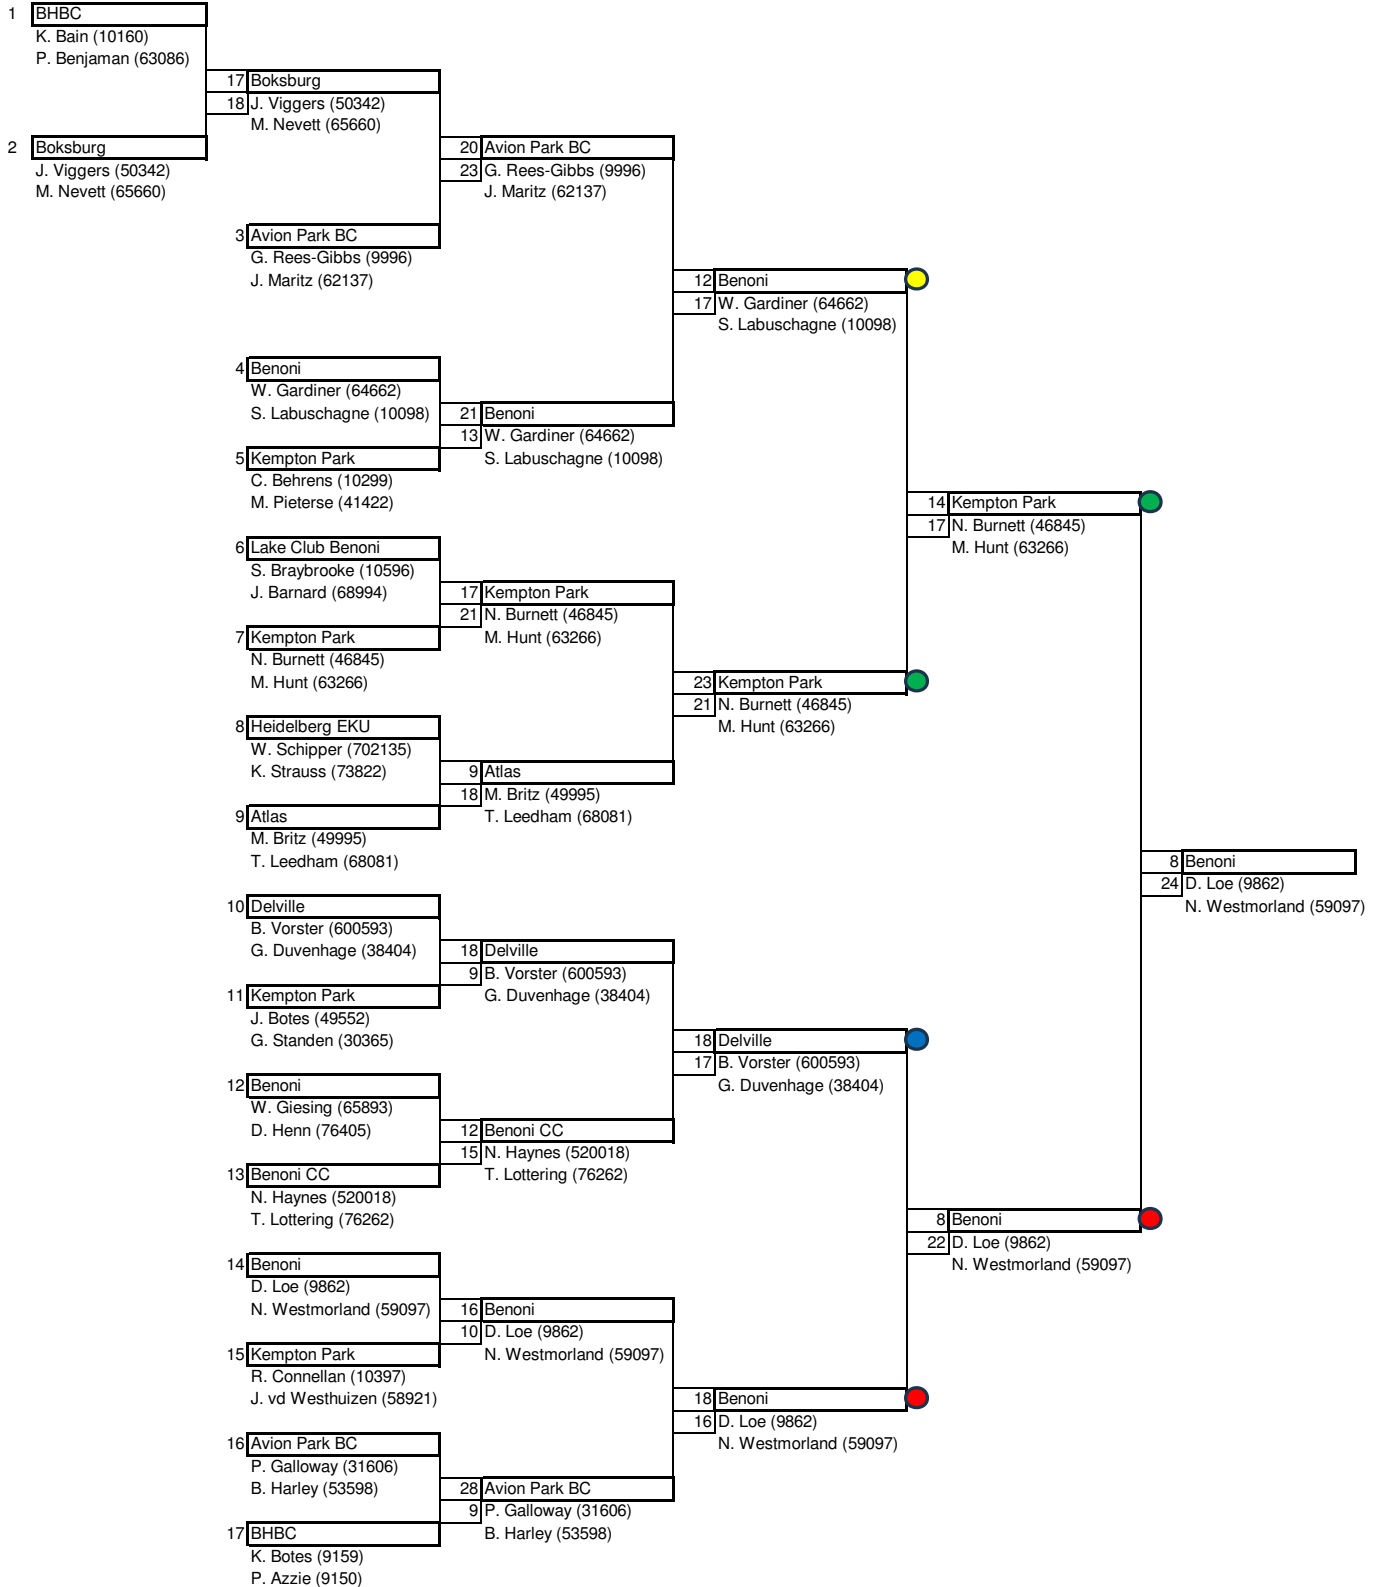 1 BHBC
K. Bain (10160)
P. Benjaman (63086)
2 Boksburg
J. Viggers (50342)
M. Nevett (65660)
17 Boksburg
18 J. Viggers (50342)
M. Nevett (65660)
3 Avion Park BC
G. Rees-Gibbs (9996)
J. Maritz (62137)
4 Benoni
W. Gardiner (64662)
S. Labuschagne (10098)
5 Kempton Park
C. Behrens (10299)
M. Pieterse (41422)
6 Lake Club Benoni
S. Braybrooke (10596)
J. Barnard (68994)
7 Kempton Park
N. Burnett (46845)
M. Hunt (63266)
8 Heidelberg EKU
W. Schipper (702135)
K. Strauss (73822)
9 Atlas
M. Britz (49995)
T. Leedham (68081)
10 Delville
B. Vorster (600593)
G. Duvenhage (38404)
11 Kempton Park
J. Botes (49552)
G. Standen (30365)
12 Benoni
W. Giesing (65893)
D. Henn (76405)
13 Benoni CC
N. Haynes (520018)
T. Lottering (76262)
14 Benoni
D. Loe (9862)
N. Westmorland (59097)
15 Kempton Park
R. Connellan (10397)
J. vd Westhuizen (58921)
16 Avion Park BC
P. Galloway (31606)
B. Harley (53598)
17 BHBC
K. Botes (9159)
P. Azzie (9150)
20 Avion Park BC
23 G. Rees-Gibbs (9996)
J. Maritz (62137)
21 Benoni
13 W. Gardiner (64662)
S. Labuschagne (10098)
17 Kempton Park
21 N. Burnett (46845)
M. Hunt (63266)
9 Atlas
18 M. Britz (49995)
T. Leedham (68081)
18 Delville
9 B. Vorster (600593)
G. Duvenhage (38404)
12 Benoni CC
15 N. Haynes (520018)
T. Lottering (76262)
16 Benoni
10 D. Loe (9862)
N. Westmorland (59097)
28 Avion Park BC
9 P. Galloway (31606)
B. Harley (53598)
12 Benoni
17 W. Gardiner (64662)
S. Labuschagne (10098)
23 Kempton Park
21 N. Burnett (46845)
M. Hunt (63266)
18 Delville
17 B. Vorster (600593)
G. Duvenhage (38404)
18 Benoni
16 D. Loe (9862)
N. Westmorland (59097)
14 Kempton Park
17 N. Burnett (46845)
M. Hunt (63266)
8 Benoni
22 D. Loe (9862)
N. Westmorland (59097)
8 Benoni
24 D. Loe (9862)
N. Westmorland (59097)